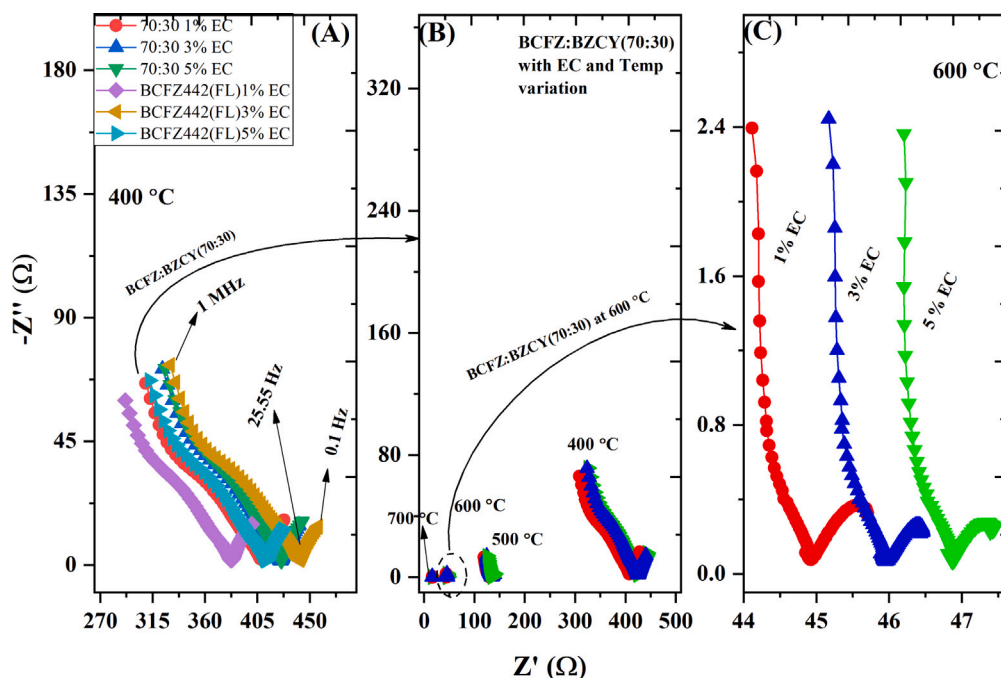 (A)
70:30 1% EC
70:30 3% EC
70:30 5% EC
BCFZ442(FL)1% EC
BCFZ442(FL)3% EC
BCFZ442(FL)5% EC
400 °C
BCFZ:BZCY(70:30)
1 MHz
25.55 Hz
0.1 Hz
-Z'' (Ω)
180
135
90
45
0
270 315 360 405 450
(B)
BCFZ:BZCY(70:30)
with EC and Temp
variation
BCFZ:BZCY(70:30) at 600 °C
400 °C
700 °C
600 °C
500 °C
320
240
160
80
0
0 100 200 300 400 500
Z' (Ω)
(C)
600 °C
1% EC
3% EC
5 % EC
2.4
1.6
0.8
0.0
44 45 46 47